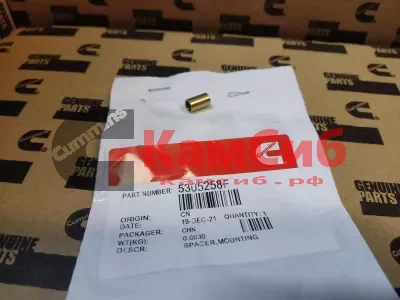 GENUINE
PARTS
Cummins
КамСиб
камсиб.рф
PART NUMBER: 5305258F
ORIGIN: CN
DATE: 19-DEC-21 QUANTITY: 1
PACKAGER: CHN
WT(KG): 0.0030
DESCR: SPACER,MOUNTING